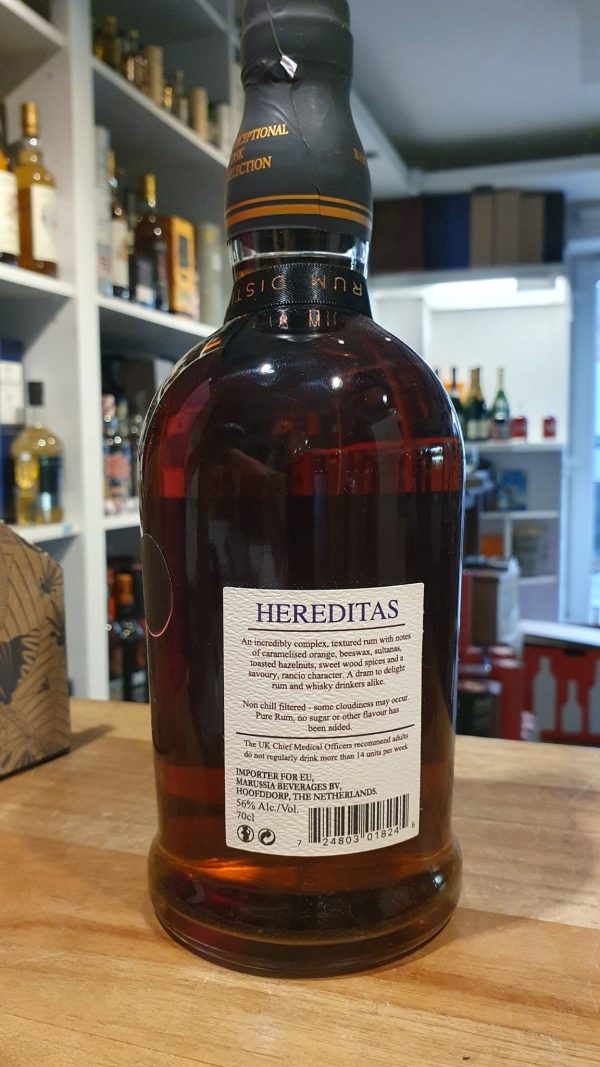 SELECTION
RUM DIST
HEREDITAS
An incredibly complex, textured rum with notes
of caramelised orange, beeswax, sultanas,
toasted hazelnuts, sweet wood spices and a
savoury, rancio character. A dram to delight
rum and whisky drinkers alike.
Non chill filtered - some cloudiness may occur.
Pure Rum, no sugar or other flavour has
been added.
The UK Chief Medical Officers recommend adults
do not regularly drink more than 14 units per week
IMPORTER FOR EU,
MARUSSIA BEVERAGES BV,
HOOFDDORP, THE NETHERLANDS.
56% Alc./Vol.
70cl
7 24803 01824 5